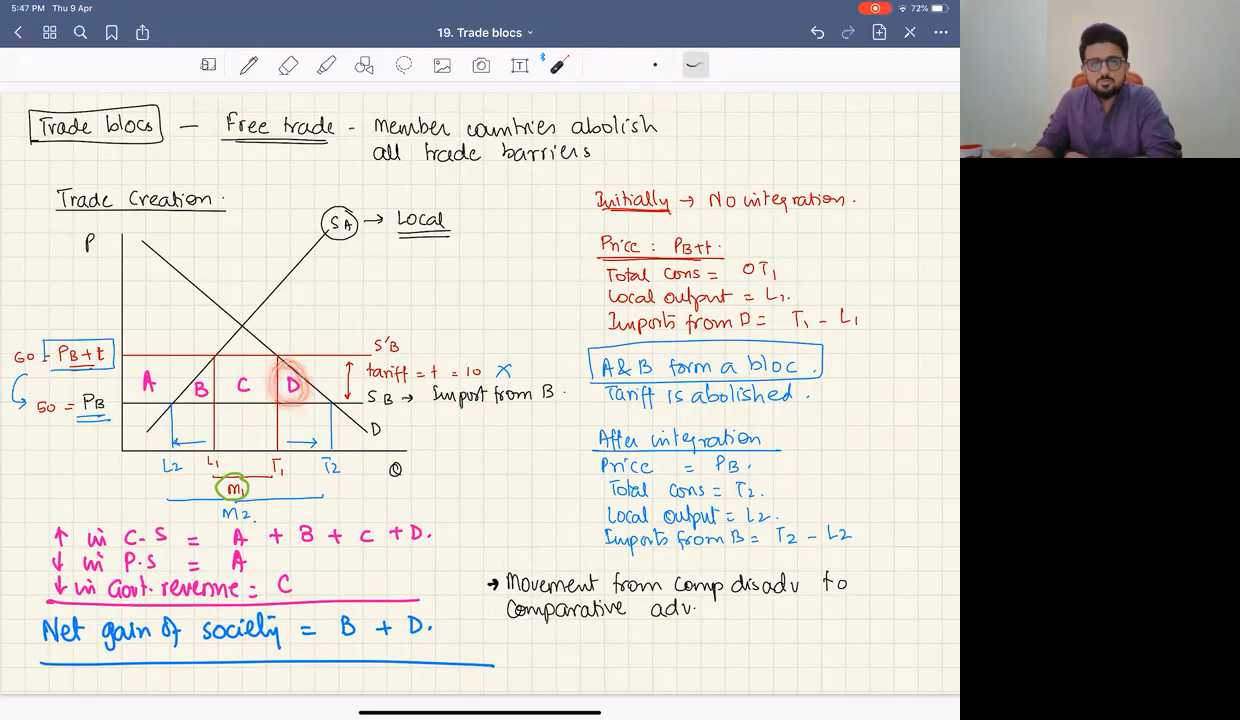 5:47 PM Thu 9 Apr
72%
19. Trade blocs
Trade blocs - Free trade - member countries abolish
all trade barriers
Trade Creation.
SA → Local
P
60 = PB+t
50 = PB
A
B
C
D
S'B
tariff = t = 10 X
SB → Import from B.
D
L2
L1
T1
T2
Q
M1
M2.
↑ in C.S = A + B + C + D.
↓ in P.S = A
↓ in Govt. revenue = C
Net gain of society = B + D.
Initially → No integration.
Price : PB+t.
Total cons = OT1
Local output = L1.
Imports from D = T1 - L1
A & B form a bloc.
Tariff is abolished.
After integration
Price = PB.
Total cons = T2.
Local output = L2.
Imports from B = T2 - L2
→ Movement from comp disadv to
comparative adv.